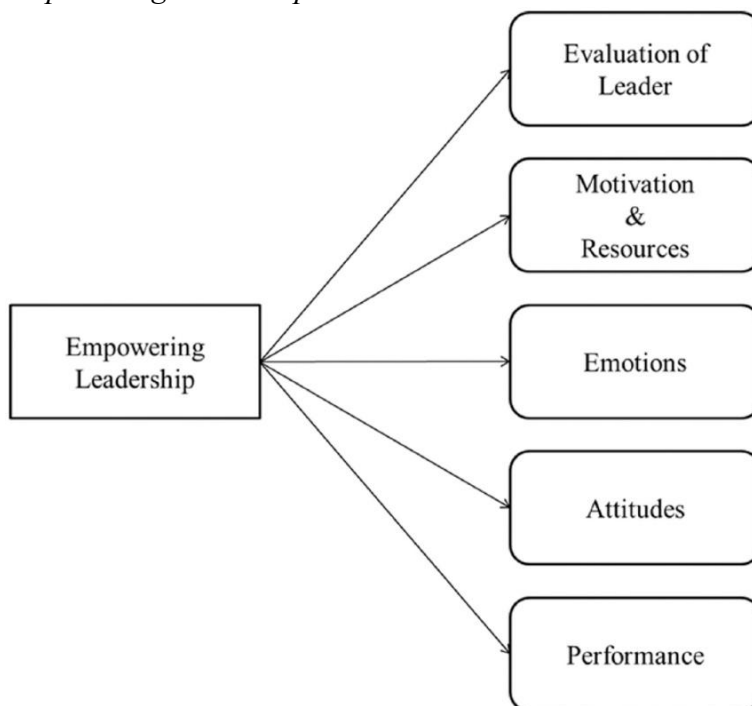 Evaluation of
Leader
Motivation
&
Resources
Empowering
Leadership
Emotions
Attitudes
Performance